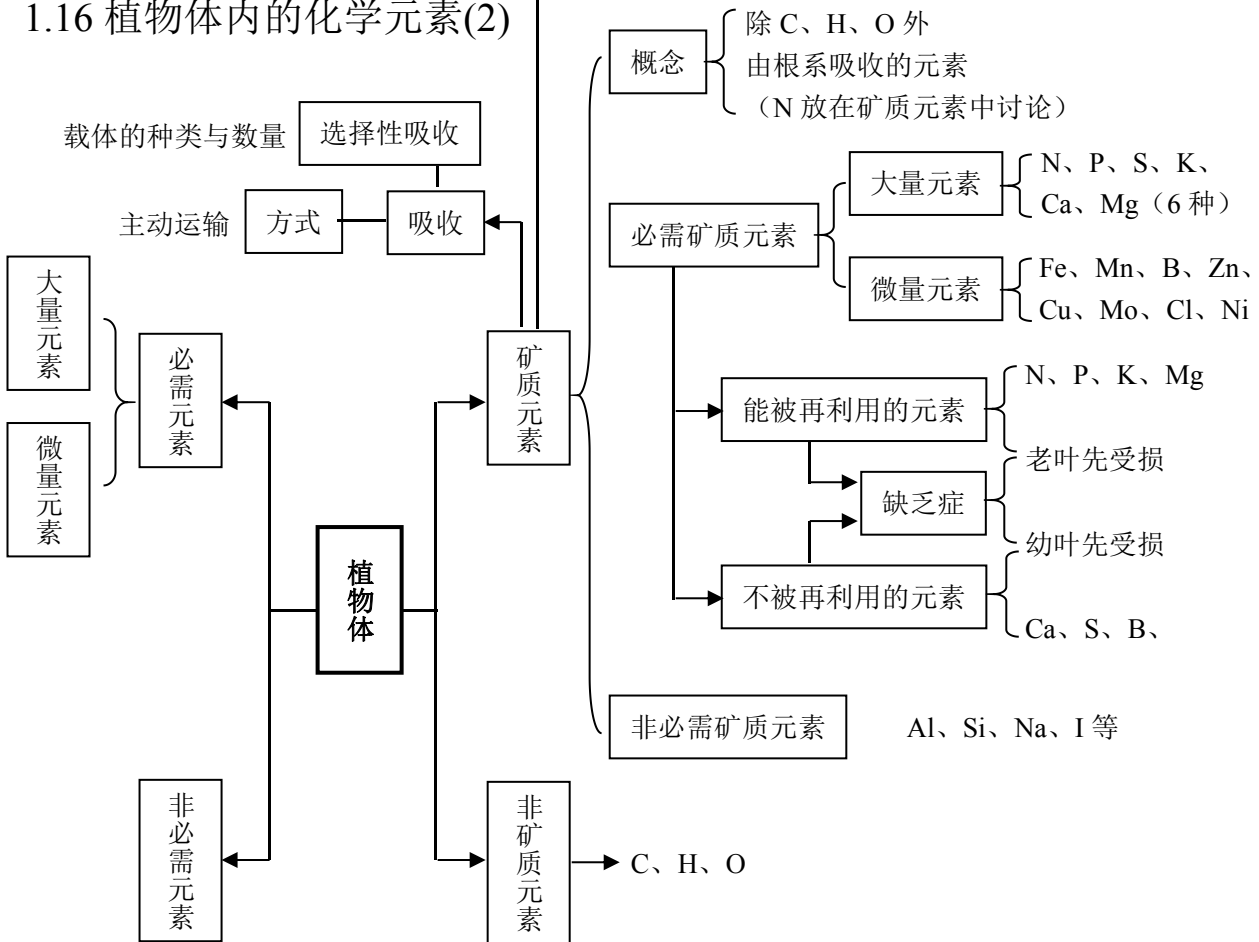 1.16 植物体内的化学元素(2)
概念
除 C、H、O 外
由根系吸收的元素
（N 放在矿质元素中讨论）
载体的种类与数量
选择性吸收
主动运输
方式
吸收
大量元素
微量元素
必需元素
矿质元素
必需矿质元素
大量元素
N、P、S、K、
Ca、Mg（6 种）
微量元素
Fe、Mn、B、Zn、
Cu、Mo、Cl、Ni
能被再利用的元素
N、P、K、Mg
老叶先受损
缺乏症
幼叶先受损
不被再利用的元素
Ca、S、B、
植物体
非必需矿质元素
Al、Si、Na、I 等
非必需元素
非矿质元素
C、H、O